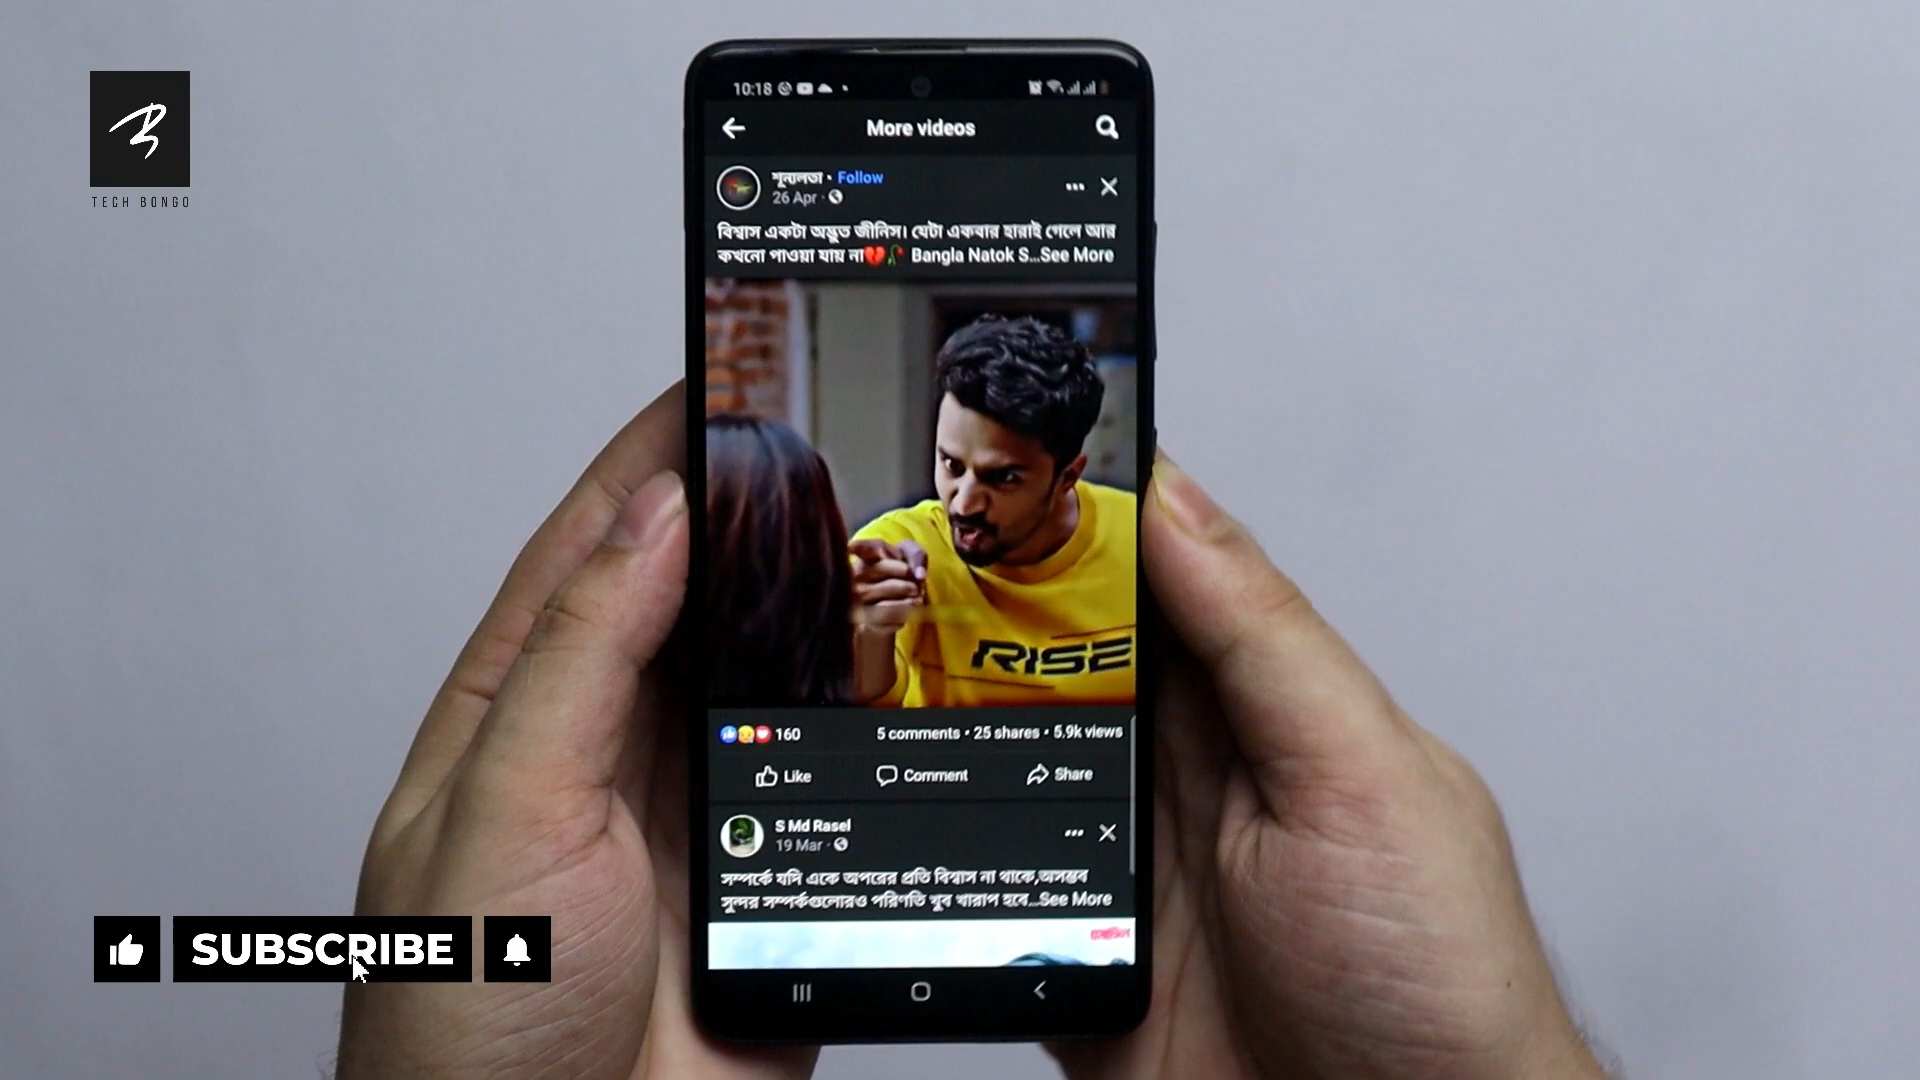 TECH BONGO
10:18
More videos
শূন্যলতা · Follow
26 Apr ·
বিশ্বাস একটা অদ্ভুত জীনিস। যেটা একবার হারাই গেলে আর
কখনো পাওয়া যায় না💔🥀 Bangla Natok S...See More
RISE
160
5 comments · 25 shares · 5.9k views
Like
Comment
Share
S Md Rasel
19 Mar ·
সম্পর্কে যদি একে অপরের প্রতি বিশ্বাস না থাকে,অসম্ভব
সুন্দর সম্পর্কগুলোরও পরিণতি খুব খারাপ হবে...See More
SUBSCRIBE